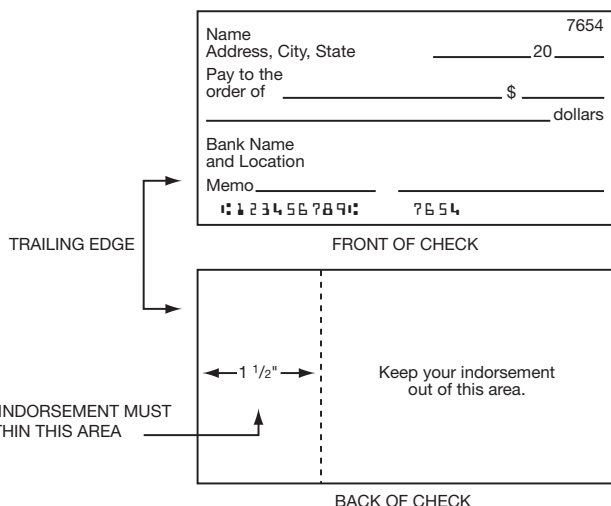 7654
Name
Address, City, State 20
Pay to the
order of $
dollars
Bank Name
and Location
Memo
⑆123456789⑆ 7654
TRAILING EDGE
FRONT OF CHECK
1 1/2"
Keep your indorsement
out of this area.
INDORSEMENT MUST
THIN THIS AREA
BACK OF CHECK